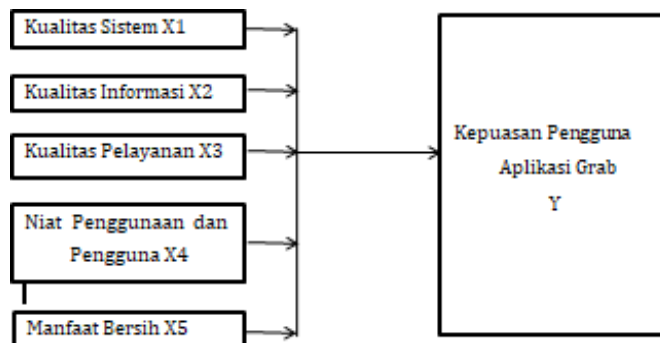 Kualitas Sistem X1
Kualitas Informasi X2
Kualitas Pelayanan X3
Niat Penggunaan dan
Pengguna X4
Manfaat Bersih X5
Kepuasan Pengguna
Aplikasi Grab
Y